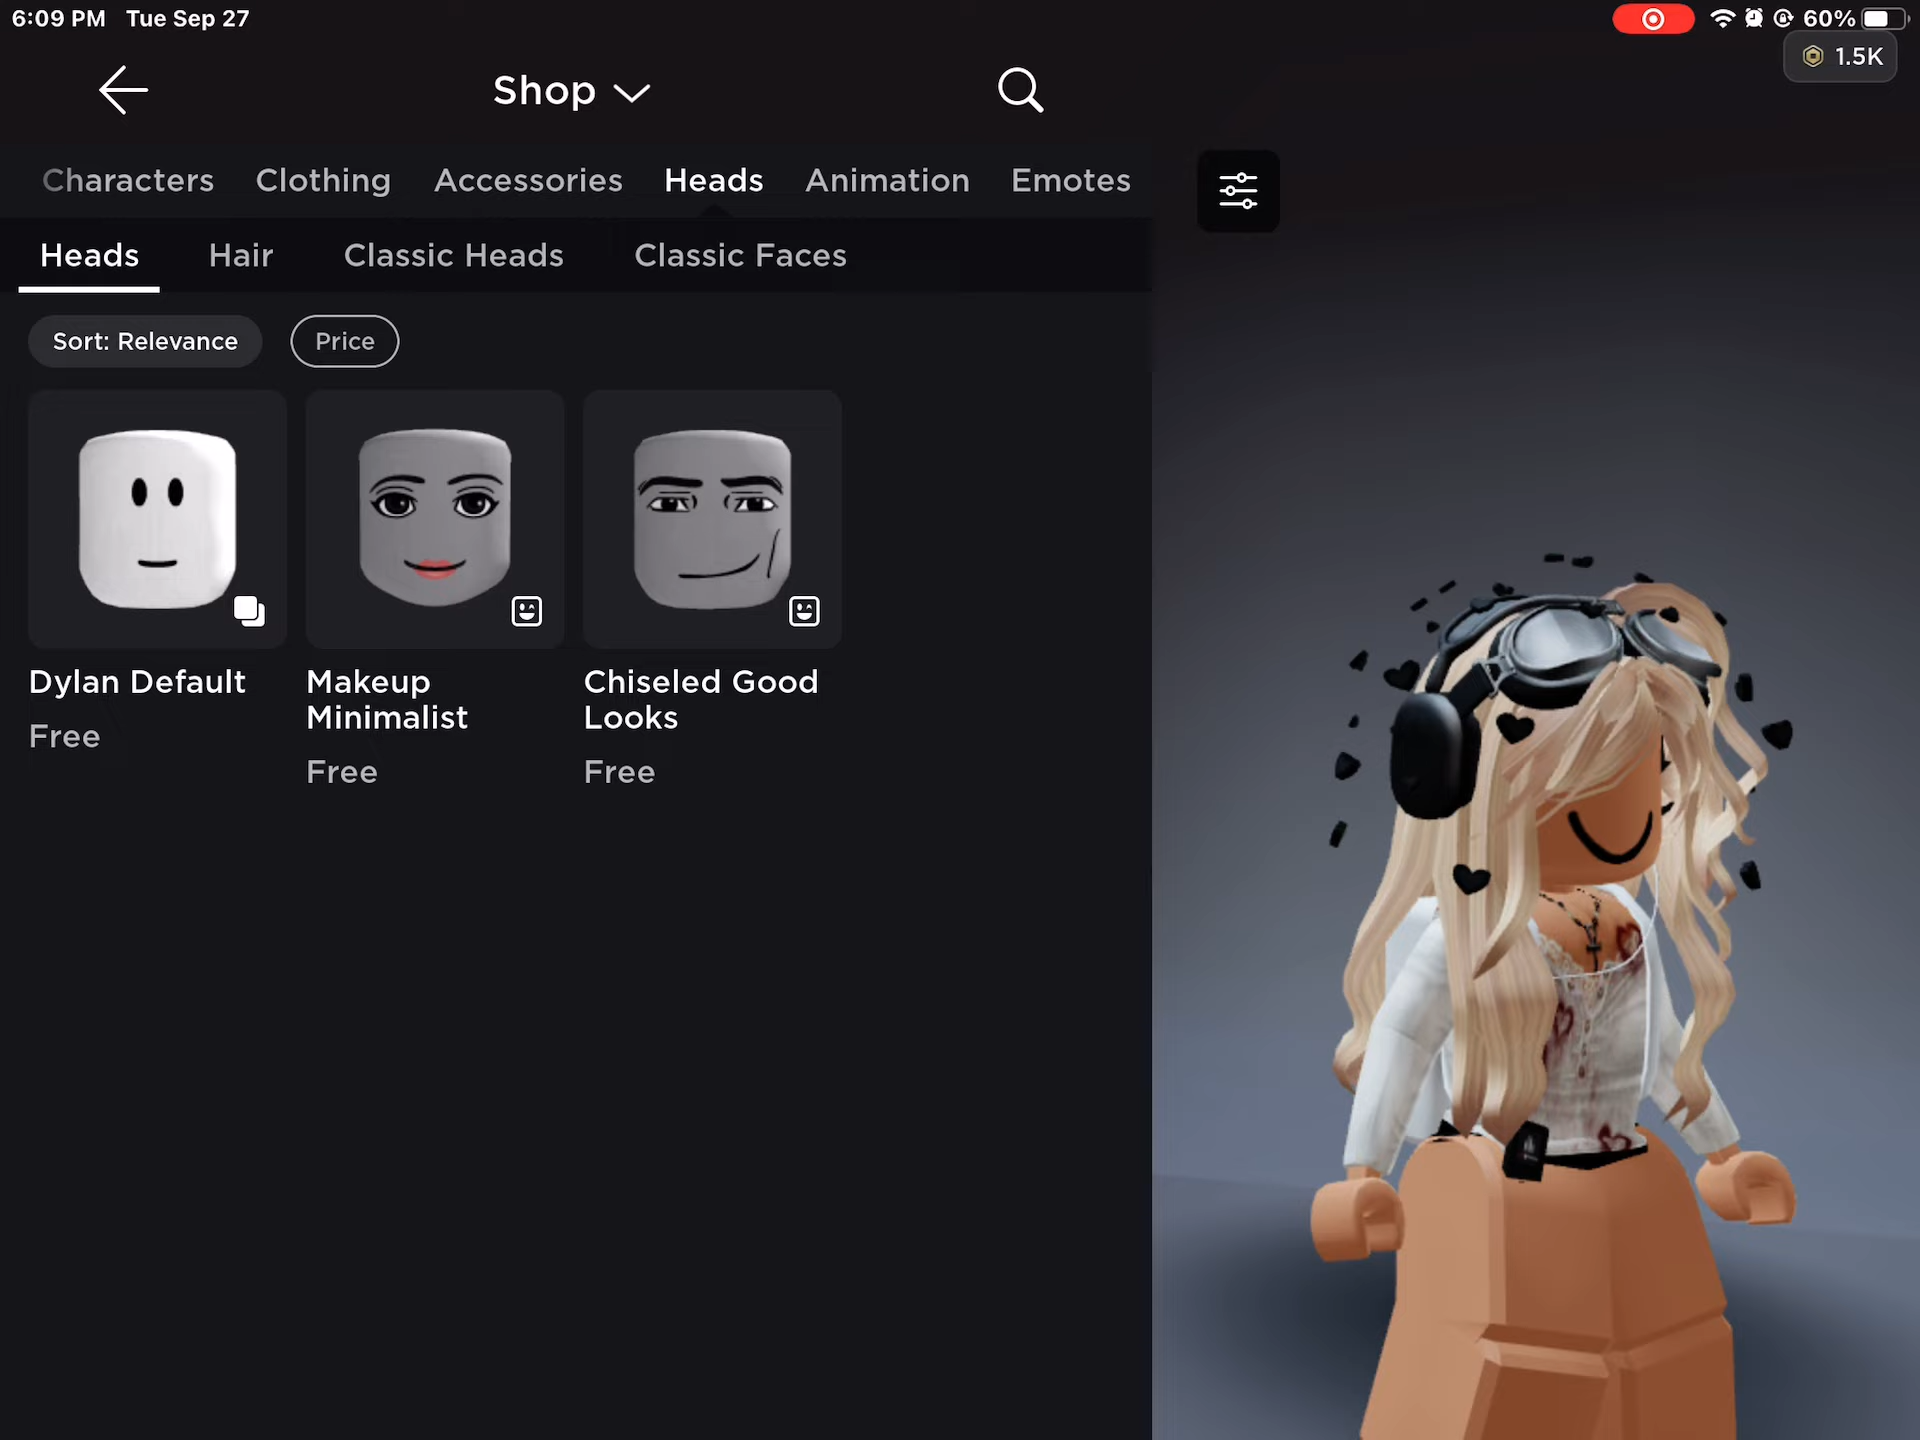 6:09 PM Tue Sep 27
60%
1.5K
Shop
Characters Clothing Accessories Heads Animation Emotes
Heads Hair Classic Heads Classic Faces
Sort: Relevance Price
Dylan Default
Free
Makeup
Minimalist
Free
Chiseled Good
Looks
Free